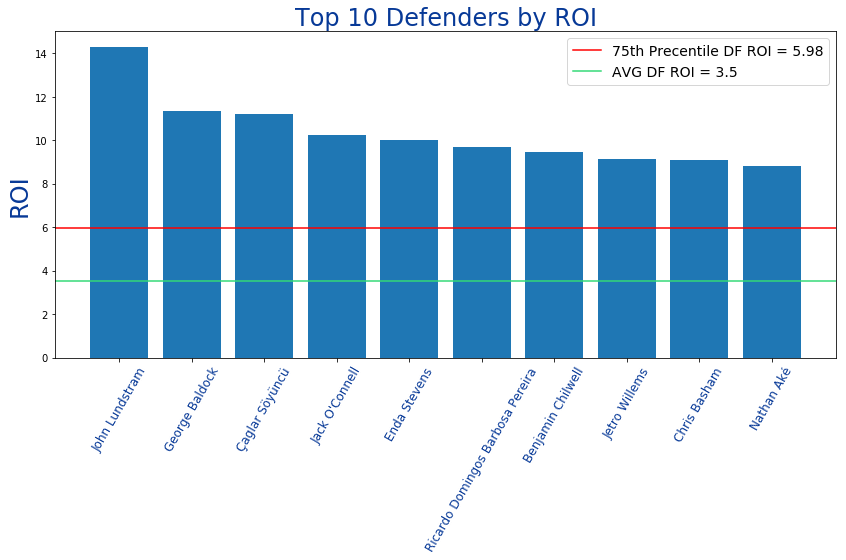 Top 10 Defenders by ROI
75th Precentile DF ROI = 5.98
AVG DF ROI = 3.5
ROI
14
12
10
8
6
4
2
0
John Lundstram
George Baldock
Çaglar Söyüncü
Jack O'Connell
Enda Stevens
Ricardo Domingos Barbosa Pereira
Benjamin Chilwell
Jetro Willems
Chris Basham
Nathan Aké